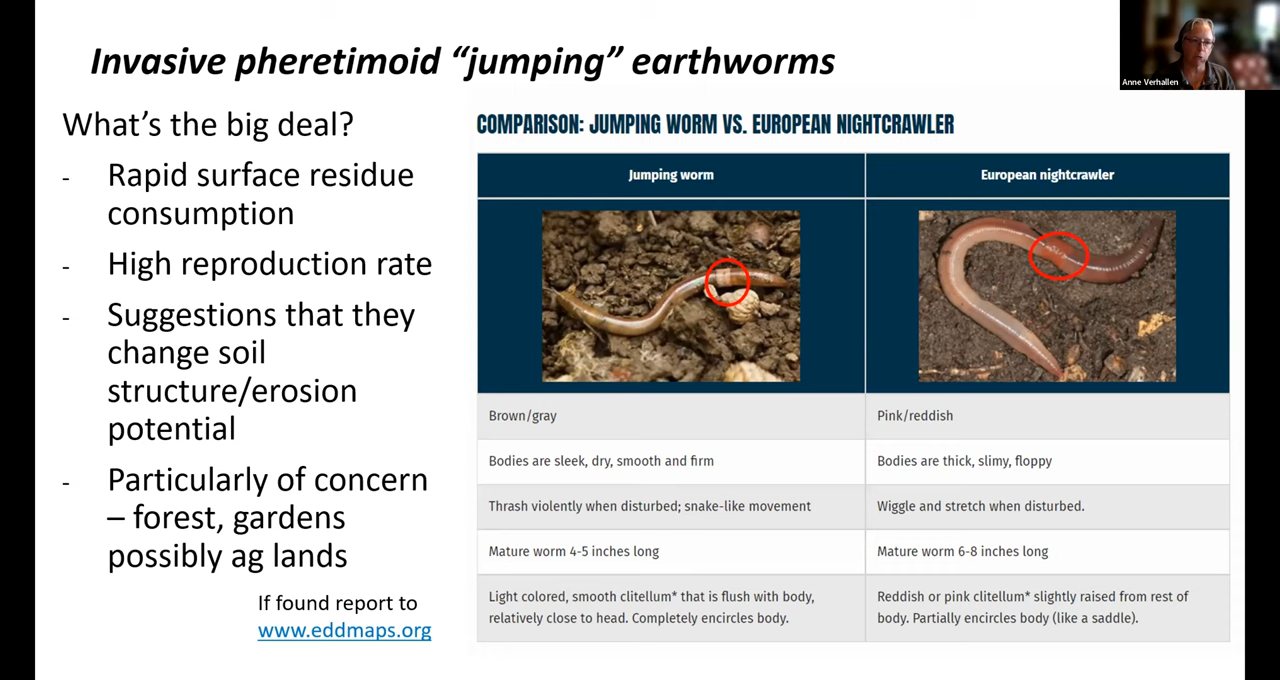 Invasive pheretimoid “jumping” earthworms
Anne Verhallen
What’s the big deal?
- Rapid surface residue
consumption
- High reproduction rate
- Suggestions that they
change soil
structure/erosion
potential
- Particularly of concern
– forest, gardens
possibly ag lands
If found report to
www.eddmaps.org
COMPARISON: JUMPING WORM VS. EUROPEAN NIGHTCRAWLER
Jumping worm European nightcrawler
Brown/gray Pink/reddish
Bodies are sleek, dry, smooth and firm Bodies are thick, slimy, floppy
Thrash violently when disturbed; snake-like movement Wiggle and stretch when disturbed.
Mature worm 4-5 inches long Mature worm 6-8 inches long
Light colored, smooth clitellum* that is flush with body, Reddish or pink clitellum* slightly raised from rest of
relatively close to head. Completely encircles body. body. Partially encircles body (like a saddle).